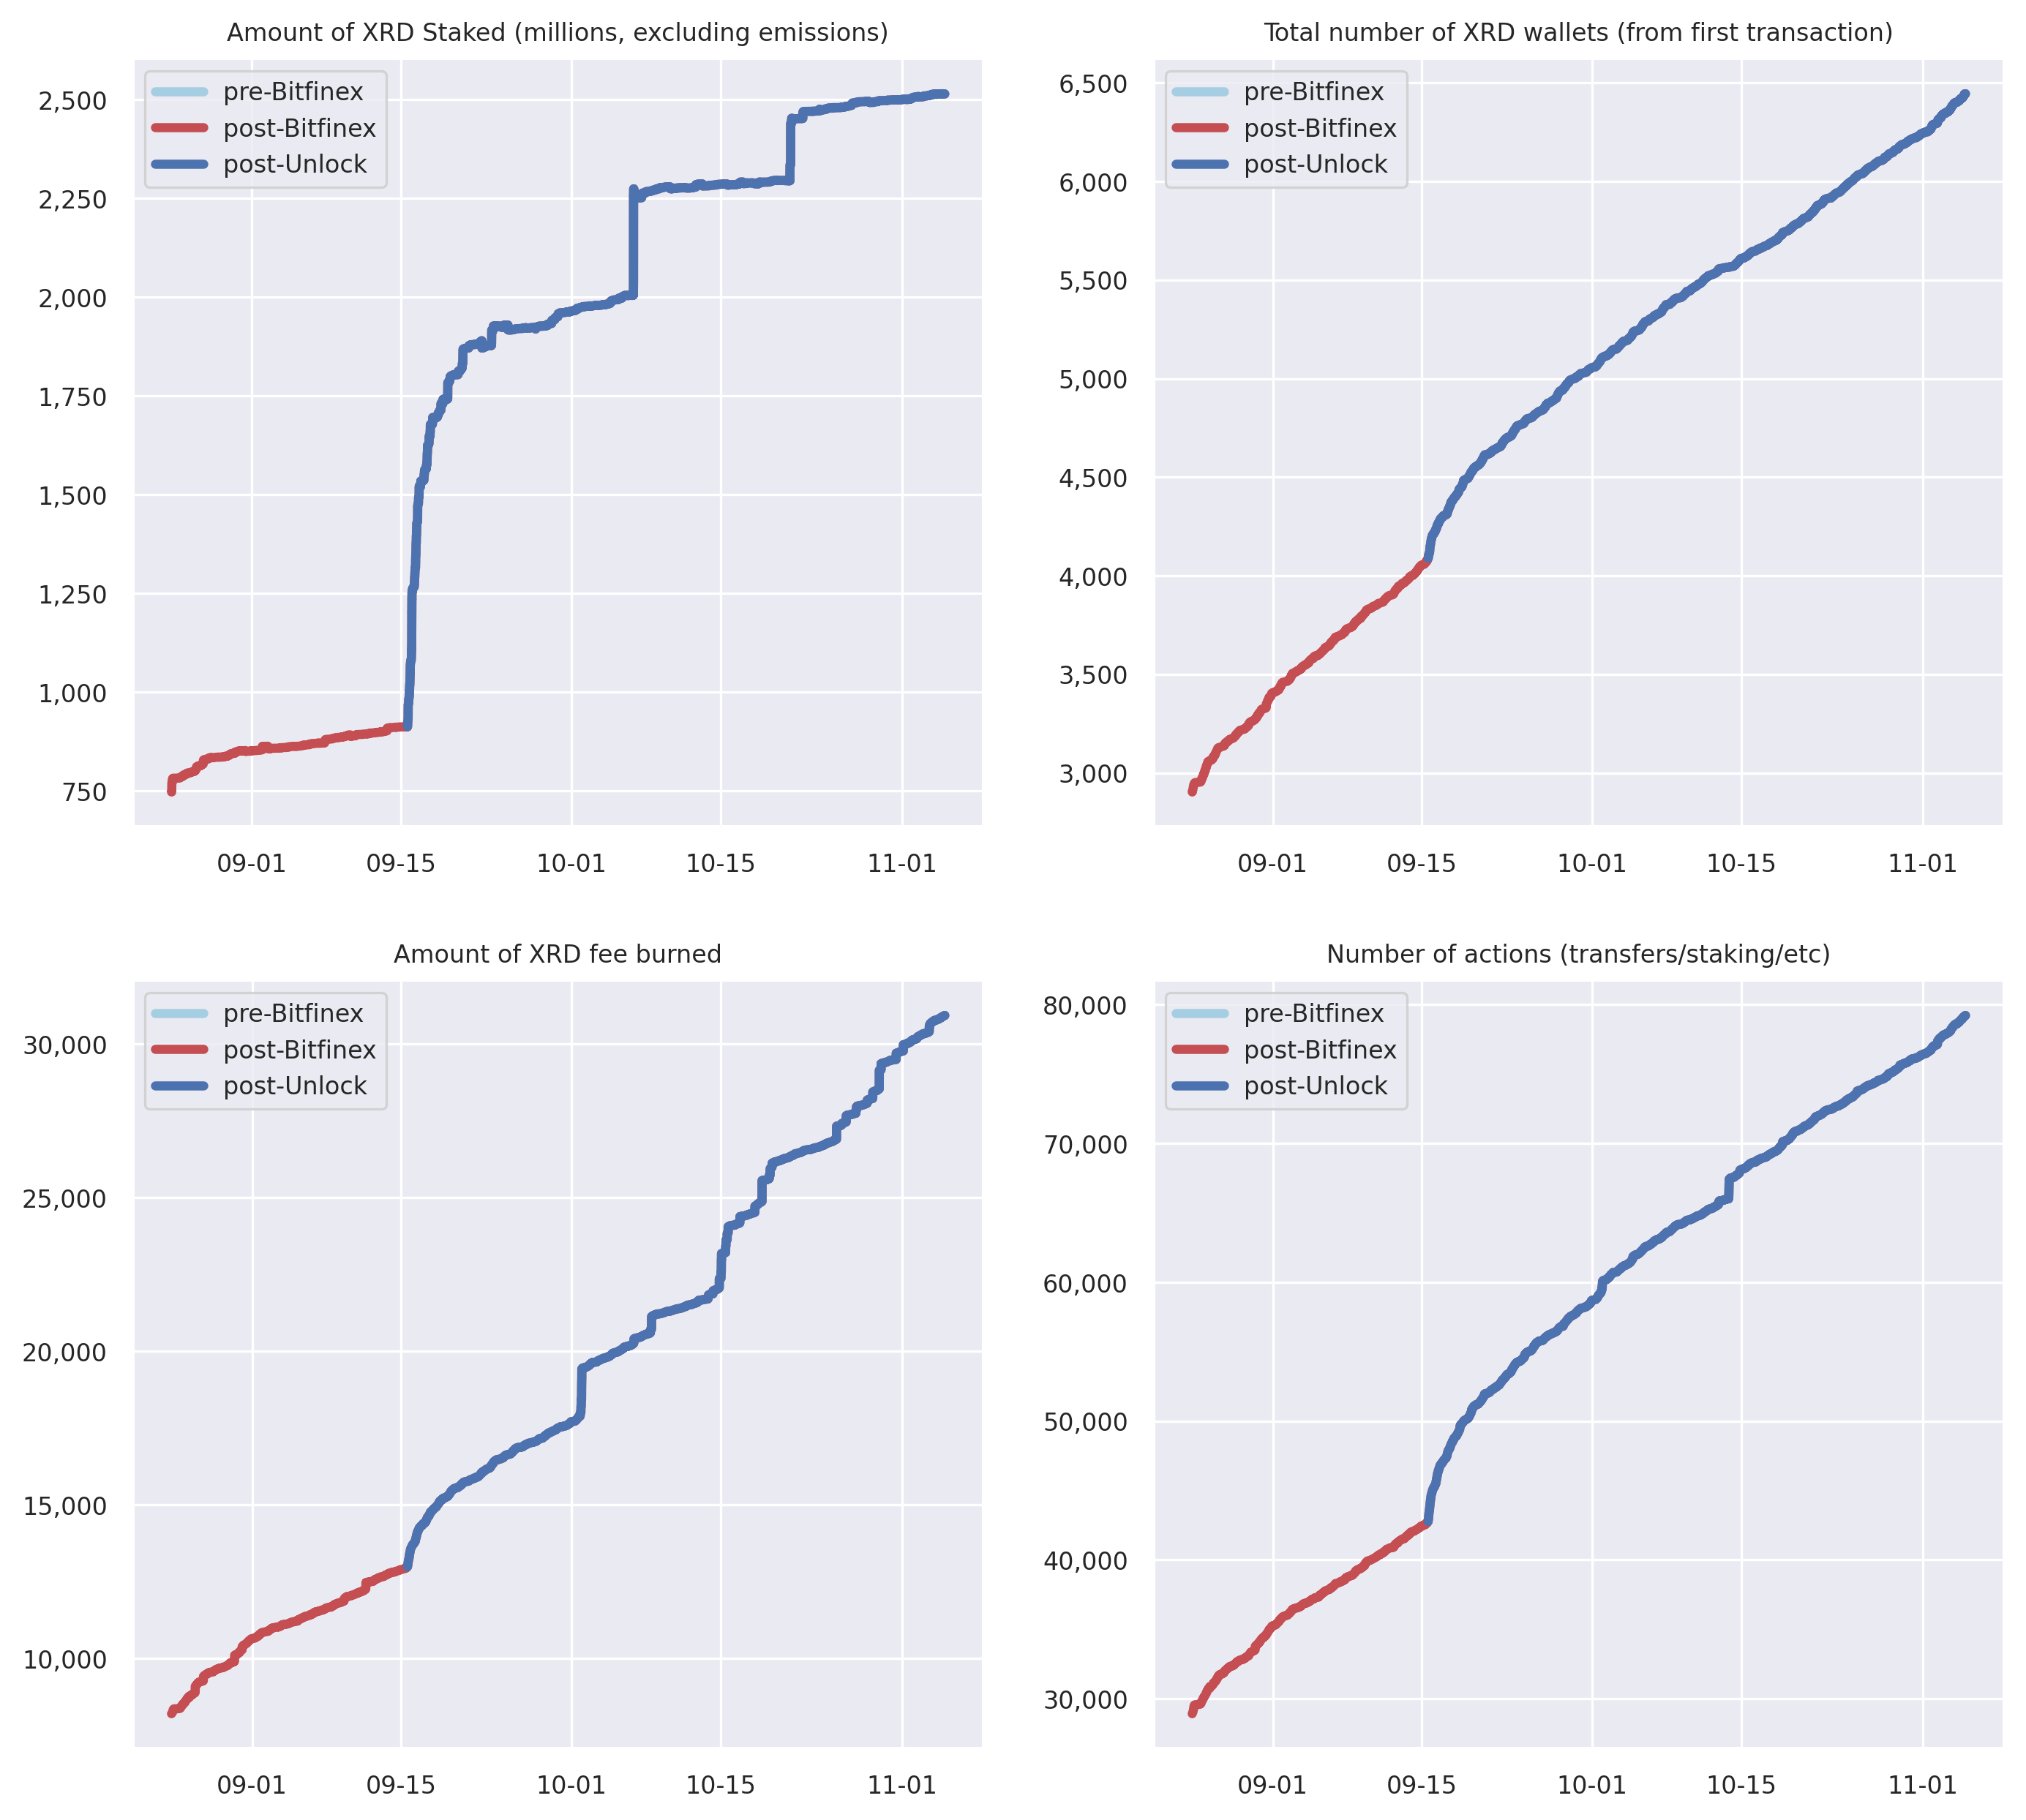 Amount of XRD Staked (millions, excluding emissions)
pre-Bitfinex
post-Bitfinex
post-Unlock
2,500
2,250
2,000
1,750
1,500
1,250
1,000
750
09-01 09-15 10-01 10-15 11-01
Total number of XRD wallets (from first transaction)
pre-Bitfinex
post-Bitfinex
post-Unlock
6,500
6,000
5,500
5,000
4,500
4,000
3,500
3,000
09-01 09-15 10-01 10-15 11-01
Amount of XRD fee burned
pre-Bitfinex
post-Bitfinex
post-Unlock
30,000
25,000
20,000
15,000
10,000
09-01 09-15 10-01 10-15 11-01
Number of actions (transfers/staking/etc)
pre-Bitfinex
post-Bitfinex
post-Unlock
80,000
70,000
60,000
50,000
40,000
30,000
09-01 09-15 10-01 10-15 11-01